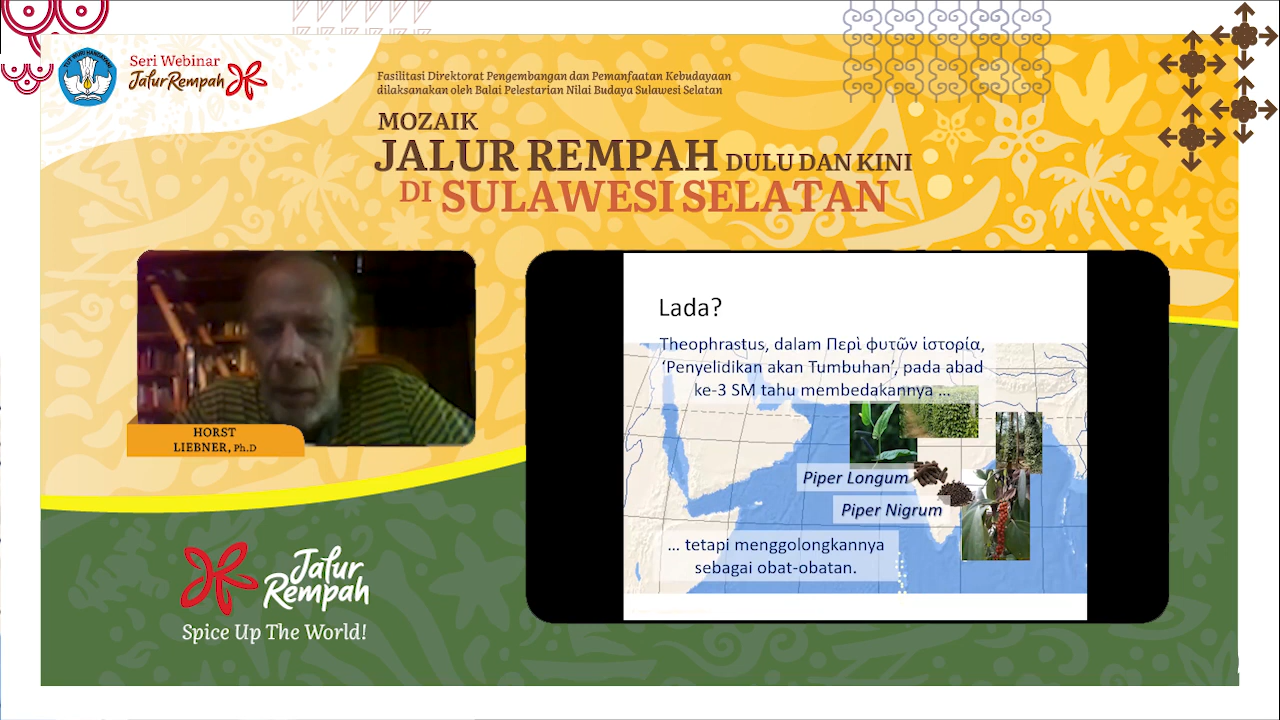 Seri Webinar
Jalur Rempah
Fasilitasi Direktorat Pengembangan dan Pemanfaatan Kebudayaan
dilaksanakan oleh Balai Pelestarian Nilai Budaya Sulawesi Selatan
MOZAIK
JALUR REMPAH DULU DAN KINI
DI SULAWESI SELATAN
HORST
LIEBNER, Ph.D
Lada?
Theophrastus, dalam Περὶ φυτῶν ἱστορία,
‘Penyelidikan akan Tumbuhan’, pada abad
ke-3 SM tahu membedakannya ...
Piper Longum
Piper Nigrum
... tetapi menggolongkannya
sebagai obat-obatan.
Jalur
Rempah
Spice Up The World!